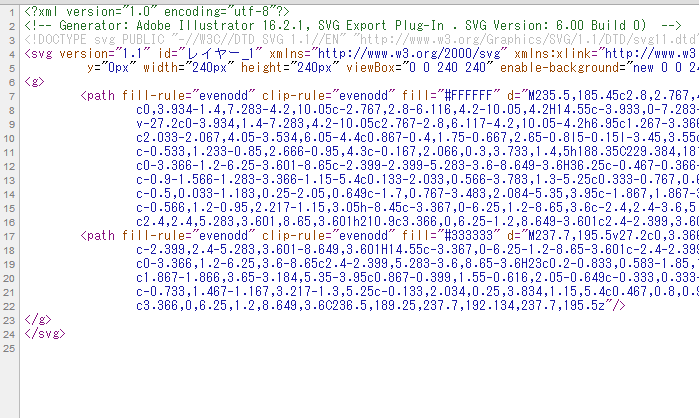 1 <?xml version="1.0" encoding="utf-8"?>
2 <!-- Generator: Adobe Illustrator 16.2.1, SVG Export Plug-In . SVG Version: 6.00 Build 0)  -->
3 <!DOCTYPE svg PUBLIC "-//W3C//DTD SVG 1.1//EN" "http://www.w3.org/Graphics/SVG/1.1/DTD/svg11.dtd"
4 <svg version="1.1" id="レイヤー_1" xmlns="http://www.w3.org/2000/svg" xmlns:xlink="http://www.w3
5 y="0px" width="240px" height="240px" viewBox="0 0 240 240" enable-background="new 0 0 24
6 <g>
7 <path fill-rule="evenodd" clip-rule="evenodd" fill="#FFFFFF" d="M235.5,185.45c2.8,2.767,4
8 c0,3.934-1.4,7.283-4.2,10.05c-2.767,2.8-6.116,4.2-10.05,4.2H14.55c-3.933,0-7.283-
9 v-27.2c0-3.934,1.4-7.283,4.2-10.05c2.767-2.8,6.117-4.2,10.05-4.2h6.95c1.267-3.366
10 c2.033-2.067,4.05-3.534,6.05-4.4c0.867-0.4,1.75-0.667,2.65-0.815-0.15l-3.45,3.55c
11 c-0.533,1.233-0.85,2.666-0.95,4.3c-0.167,2.066,0.3,3.733,1.4,5h188.35C229.384,18
12 c0-3.366-1.2-6.25-3.601-8.65c-2.399-2.399-5.283-3.6-8.649-3.6H36.25c-0.467-0.366-
13 c-0.9-1.566-1.283-3.366-1.15-5.4c0.133-2.033,0.566-3.783,1.3-5.25c0.333-0.767,0.6
14 c-0.5,0.033-1.183,0.25-2.05,0.649c-1.7,0.767-3.483,2.084-5.35,3.95c-1.867,1.867-3
15 c-0.566,1.2-0.95,2.217-1.15,3.05h-8.45c-3.367,0-6.25,1.2-8.65,3.6c-2.4,2.4-3.6,5
16 c2.4,2.4,5.283,3.601,8.65,3.601h210.9c3.366,0,6.25-1.2,8.649-3.601c2.4-2.399,3.60
17 <path fill-rule="evenodd" clip-rule="evenodd" fill="#333333" d="M237.7,195.5v27.2c0,3.366
18 c-2.399,2.4-5.283,3.601-8.649,3.601H14.55c-3.367,0-6.25-1.2-8.65-3.601c-2.4-2.399
19 c0-3.366,1.2-6.25,3.6-8.65c2.4-2.399,5.283-3.6,8.65-3.6H23c0.2-0.833,0.583-1.85,1
20 c1.867-1.866,3.65-3.184,5.35-3.95c0.867-0.399,1.55-0.616,2.05-0.649c-0.333,0.333-
21 c-0.733,1.467-1.167,3.217-1.3,5.25c-0.133,2.034,0.25,3.834,1.15,5.4c0.467,0.8,0.9
22 c3.366,0,6.25,1.2,8.649,3.6C236.5,189.25,237.7,192.134,237.7,195.5z"/>
23 </g>
24 </svg>
25